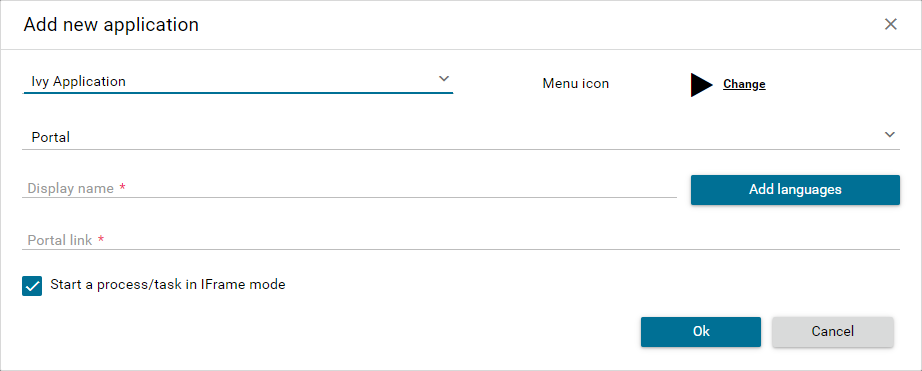 Add new application
Ivy Application
Menu icon
Change
Portal
Display name *
Add languages
Portal link *
Start a process/task in IFrame mode
Ok
Cancel